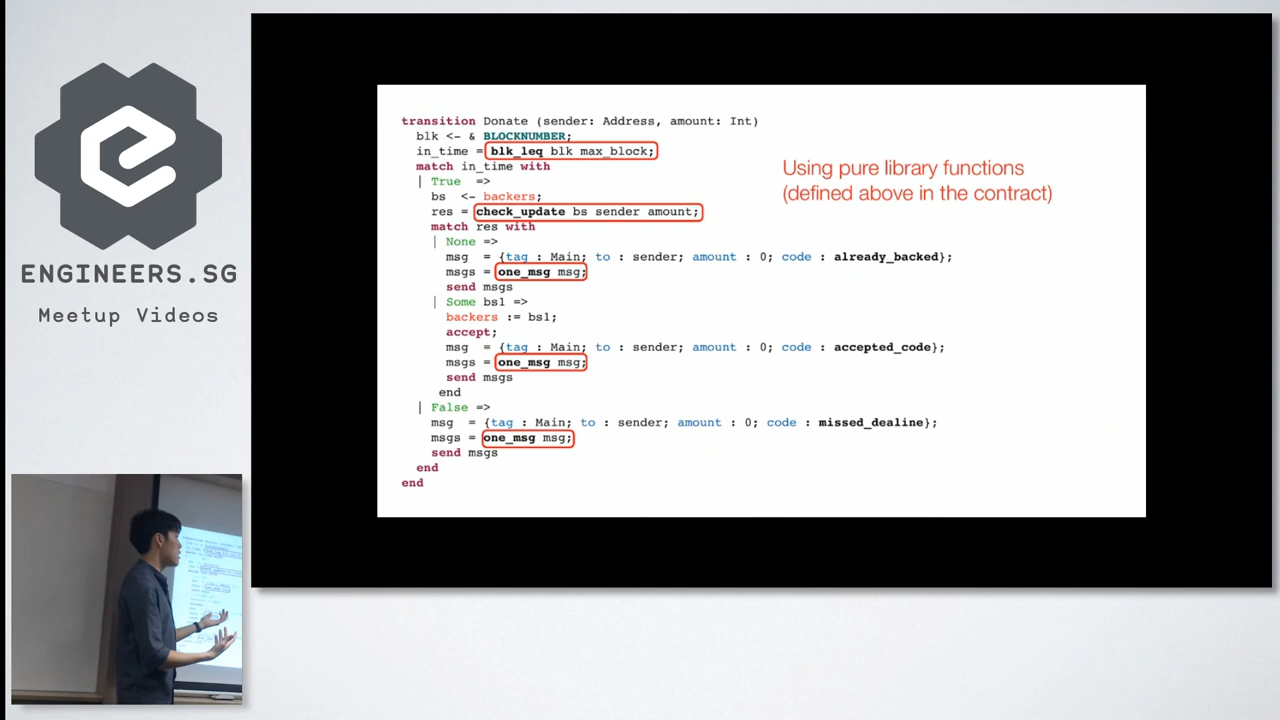 ENGINEERS.SG
Meetup Videos
transition Donate (sender: Address, amount: Int)
blk <- & BLOCKNUMBER;
in_time = blk_leq blk max_block;
match in_time with
| True =>
bs <- backers;
res = check_update bs sender amount;
match res with
| None =>
msg = {tag : Main; to : sender; amount : 0; code : already_backed};
msgs = one_msg msg;
send msgs
| Some bs1 =>
backers := bs1;
accept;
msg = {tag : Main; to : sender; amount : 0; code : accepted_code};
msgs = one_msg msg;
send msgs
end
| False =>
msg = {tag : Main; to : sender; amount : 0; code : missed_dealine};
msgs = one_msg msg;
send msgs
end
end
Using pure library functions
(defined above in the contract)